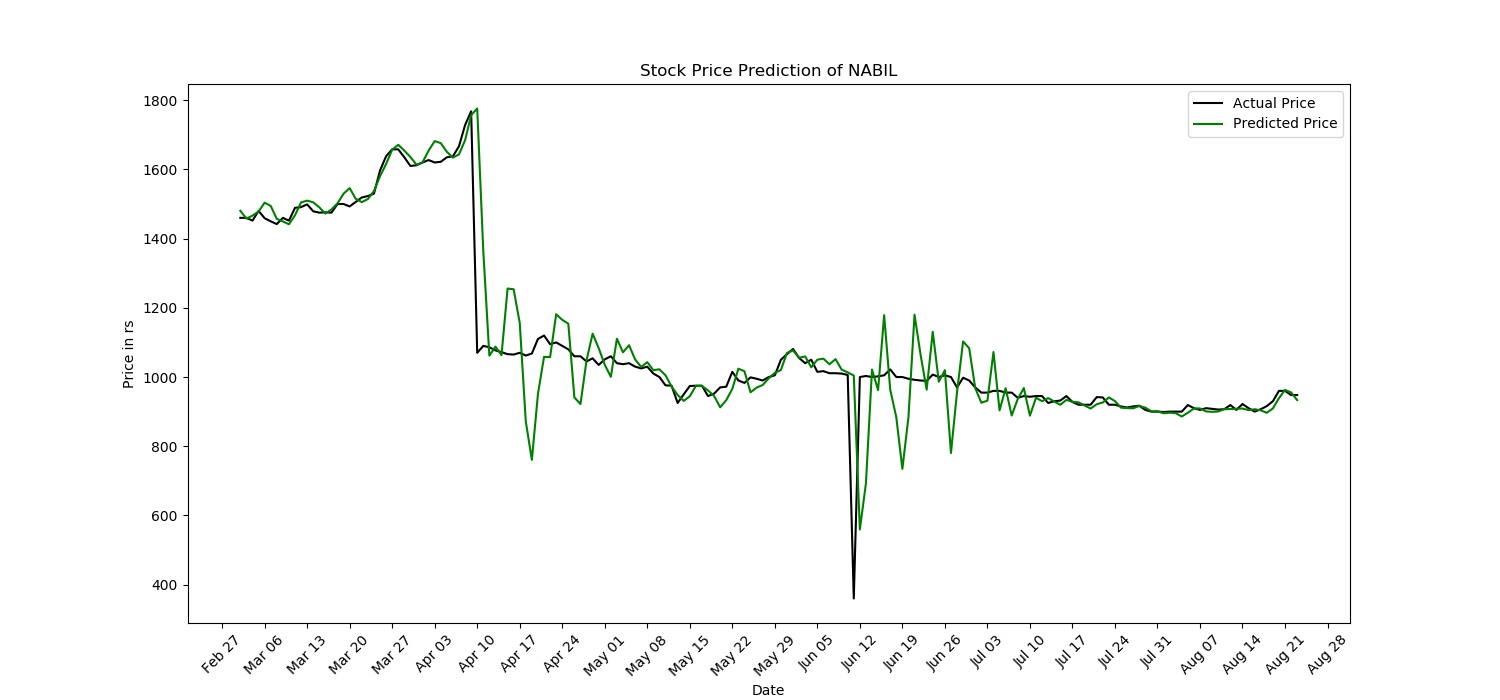 Stock Price Prediction of NABIL
Actual Price
Predicted Price
Price in rs
1800
1600
1400
1200
1000
800
600
400
Feb 27
Mar 06
Mar 13
Mar 20
Mar 27
Apr 03
Apr 10
Apr 17
Apr 24
May 01
May 08
May 15
May 22
May 29
Jun 05
Jun 12
Jun 19
Jun 26
Jul 03
Jul 10
Jul 17
Jul 24
Jul 31
Aug 07
Aug 14
Aug 21
Aug 28
Date